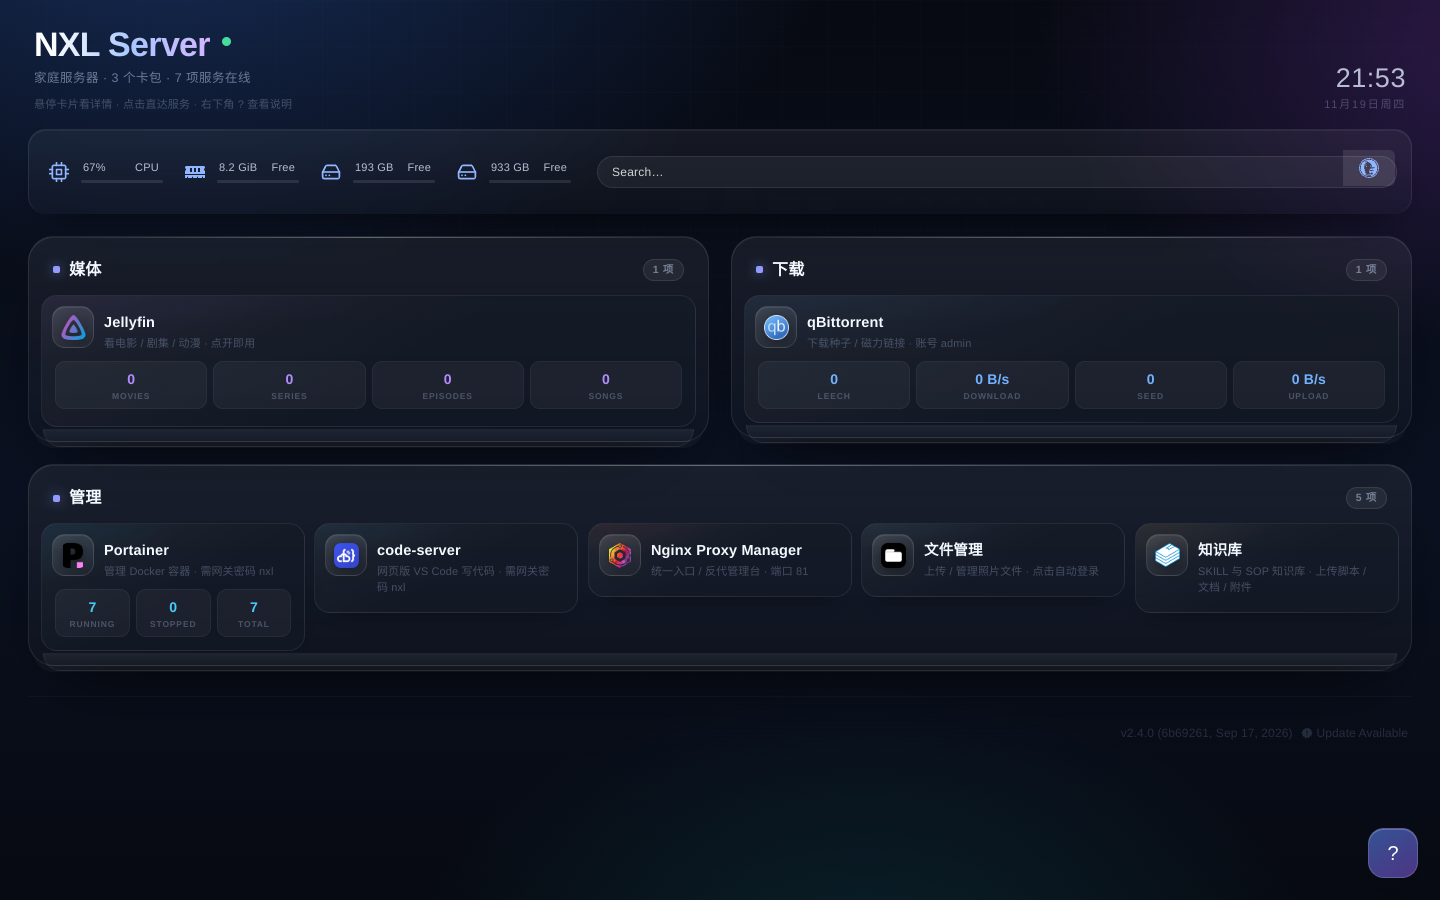 NXL Server
家庭服务器 · 3 个卡包 · 7 项服务在线
悬停卡片看详情 · 点击直达服务 · 右下角 ? 查看说明
21:53
11月19日周四
67% CPU
8.2 GiB Free
193 GB Free
933 GB Free
Search…
媒体
1 项
Jellyfin
看电影 / 剧集 / 动漫 · 点开即用
0
MOVIES
0
SERIES
0
EPISODES
0
SONGS
下载
1 项
qb
qBittorrent
下载种子 / 磁力链接 · 账号 admin
0
LEECH
0 B/s
DOWNLOAD
0
SEED
0 B/s
UPLOAD
管理
5 项
Portainer
管理 Docker 容器 · 需网关密码 nxl
7
RUNNING
0
STOPPED
7
TOTAL
code-server
网页版 VS Code 写代码 · 需网关密
码 nxl
Nginx Proxy Manager
统一入口 / 反代管理台 · 端口 81
文件管理
上传 / 管理照片文件 · 点击自动登录
知识库
SKILL 与 SOP 知识库 · 上传脚本 /
文档 / 附件
v2.4.0 (6b69261, Sep 17, 2026) Update Available
?